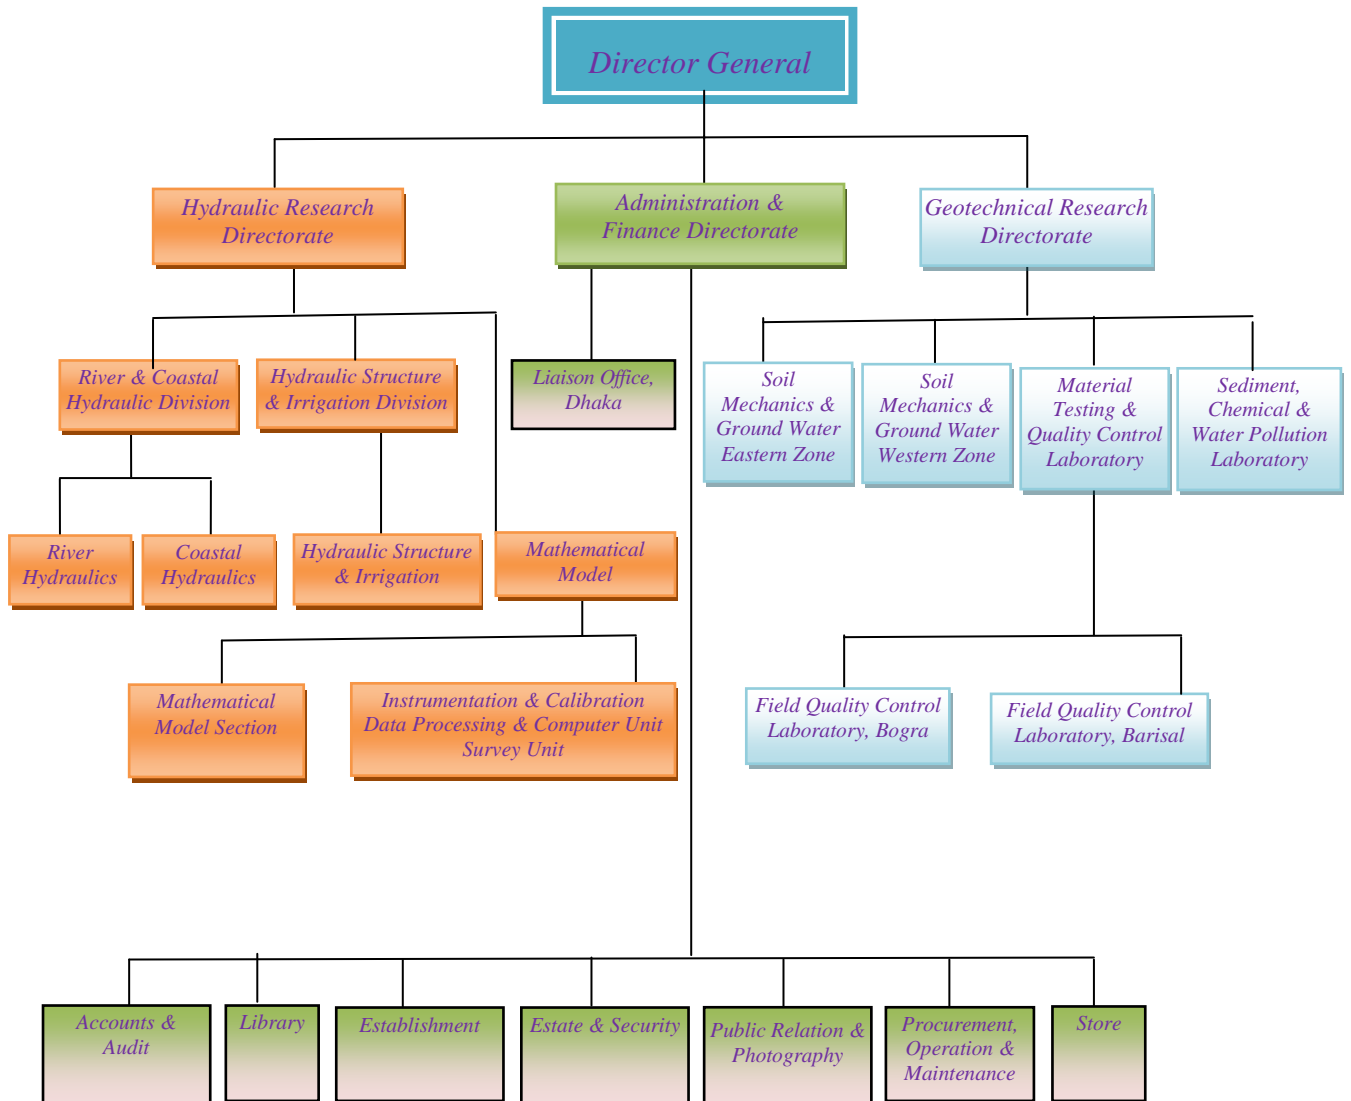 Director General
Hydraulic Research
Directorate
Administration &
Finance Directorate
Geotechnical Research
Directorate
River & Coastal
Hydraulic Division
Hydraulic Structure
& Irrigation Division
Liaison Office,
Dhaka
Soil
Mechanics &
Ground Water
Eastern Zone
Soil
Mechanics &
Ground Water
Western Zone
Material
Testing &
Quality Control
Laboratory
Sediment,
Chemical &
Water Pollution
Laboratory
River
Hydraulics
Coastal
Hydraulics
Hydraulic Structure
& Irrigation
Mathematical
Model
Mathematical
Model Section
Instrumentation & Calibration
Data Processing & Computer Unit
Survey Unit
Field Quality Control
Laboratory, Bogra
Field Quality Control
Laboratory, Barisal
Accounts &
Audit
Library
Establishment
Estate & Security
Public Relation &
Photography
Procurement,
Operation &
Maintenance
Store